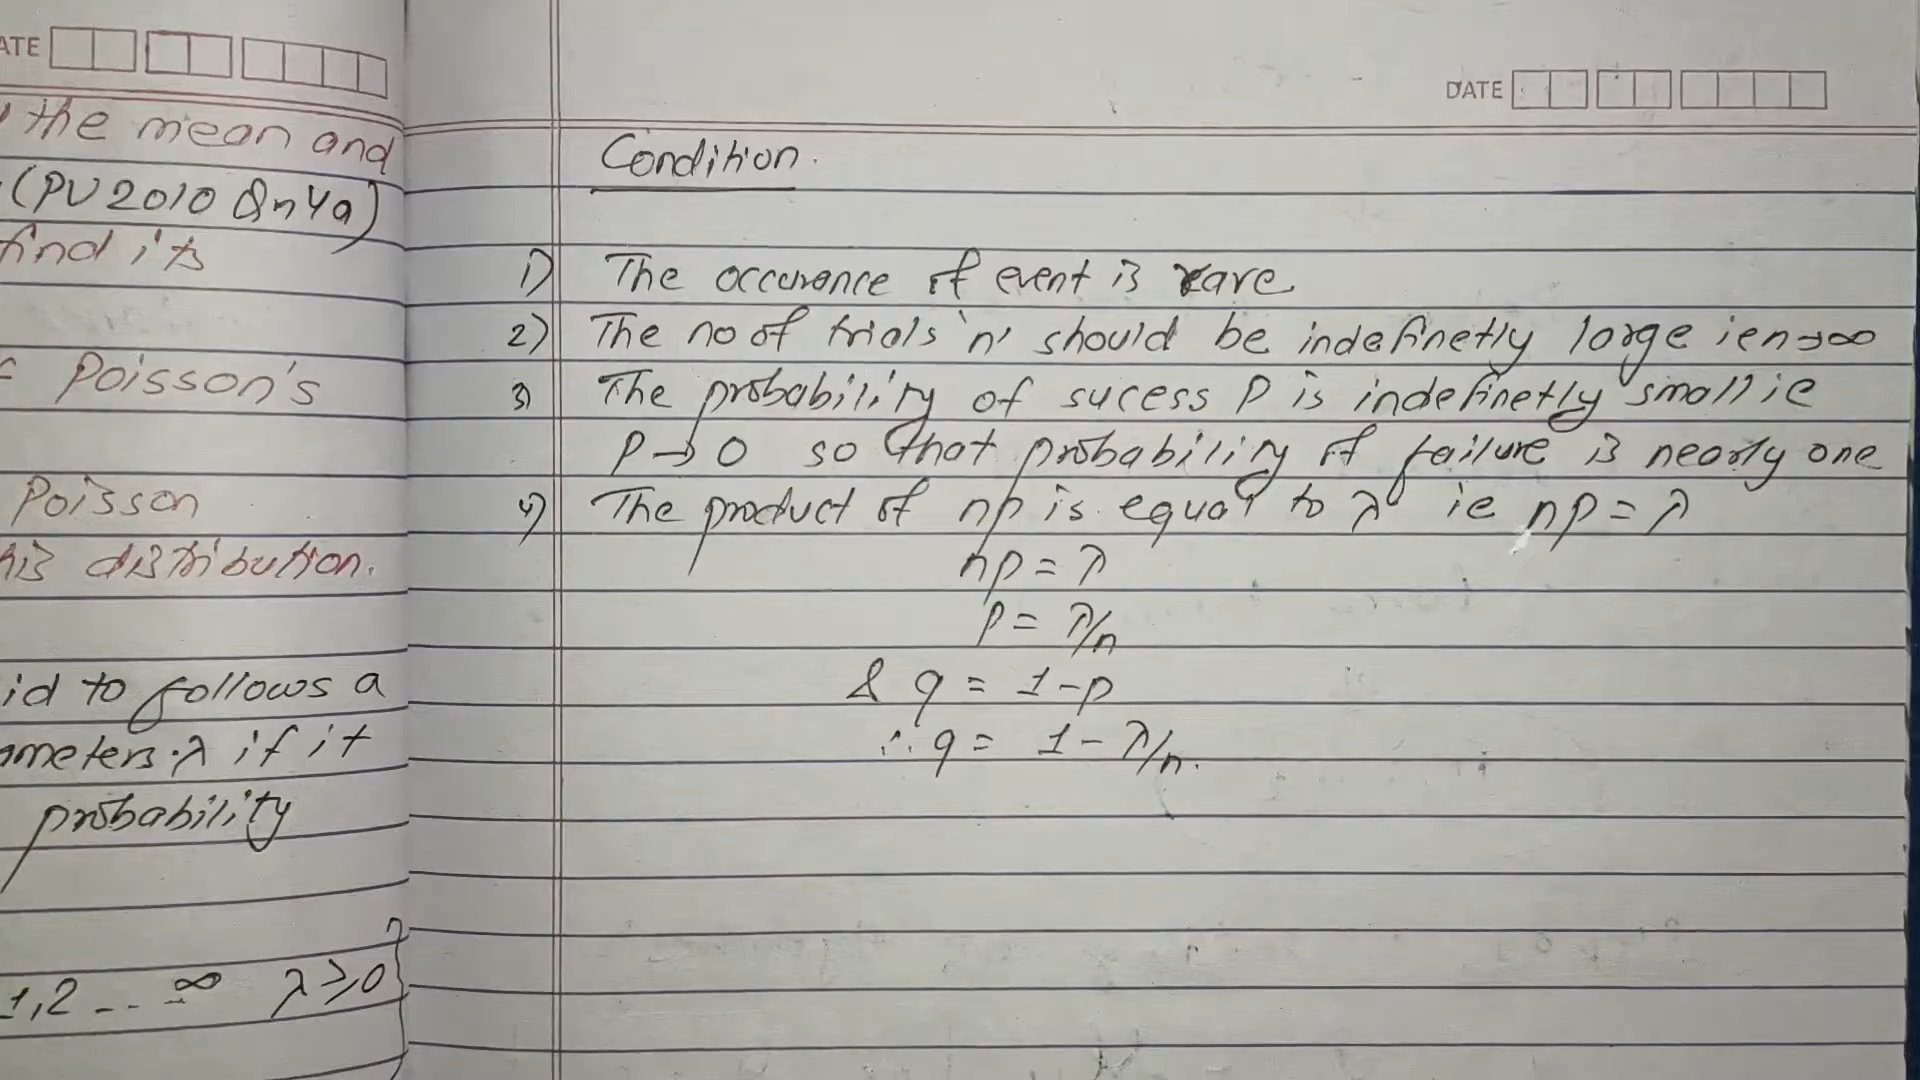 ATE
the mean and
(PU 2010 Qn4a)
find its
Poisson's
Poisson
his distribution.
id to follows a
ameters λ if it
probability
1,2 -- ∞ λ≥0
DATE
Condition.
1) The occurence of event is rare
2) The no of trials 'n' should be indefinetly large ie n→∞
3) The probability of sucess P is indefinetly small ie
P→0 so that probability of failure is nearly one
4) The product of np is equal to λ ie np = λ
np = λ
p = λ/n
& q = 1-p
∴ q = 1 - λ/n.